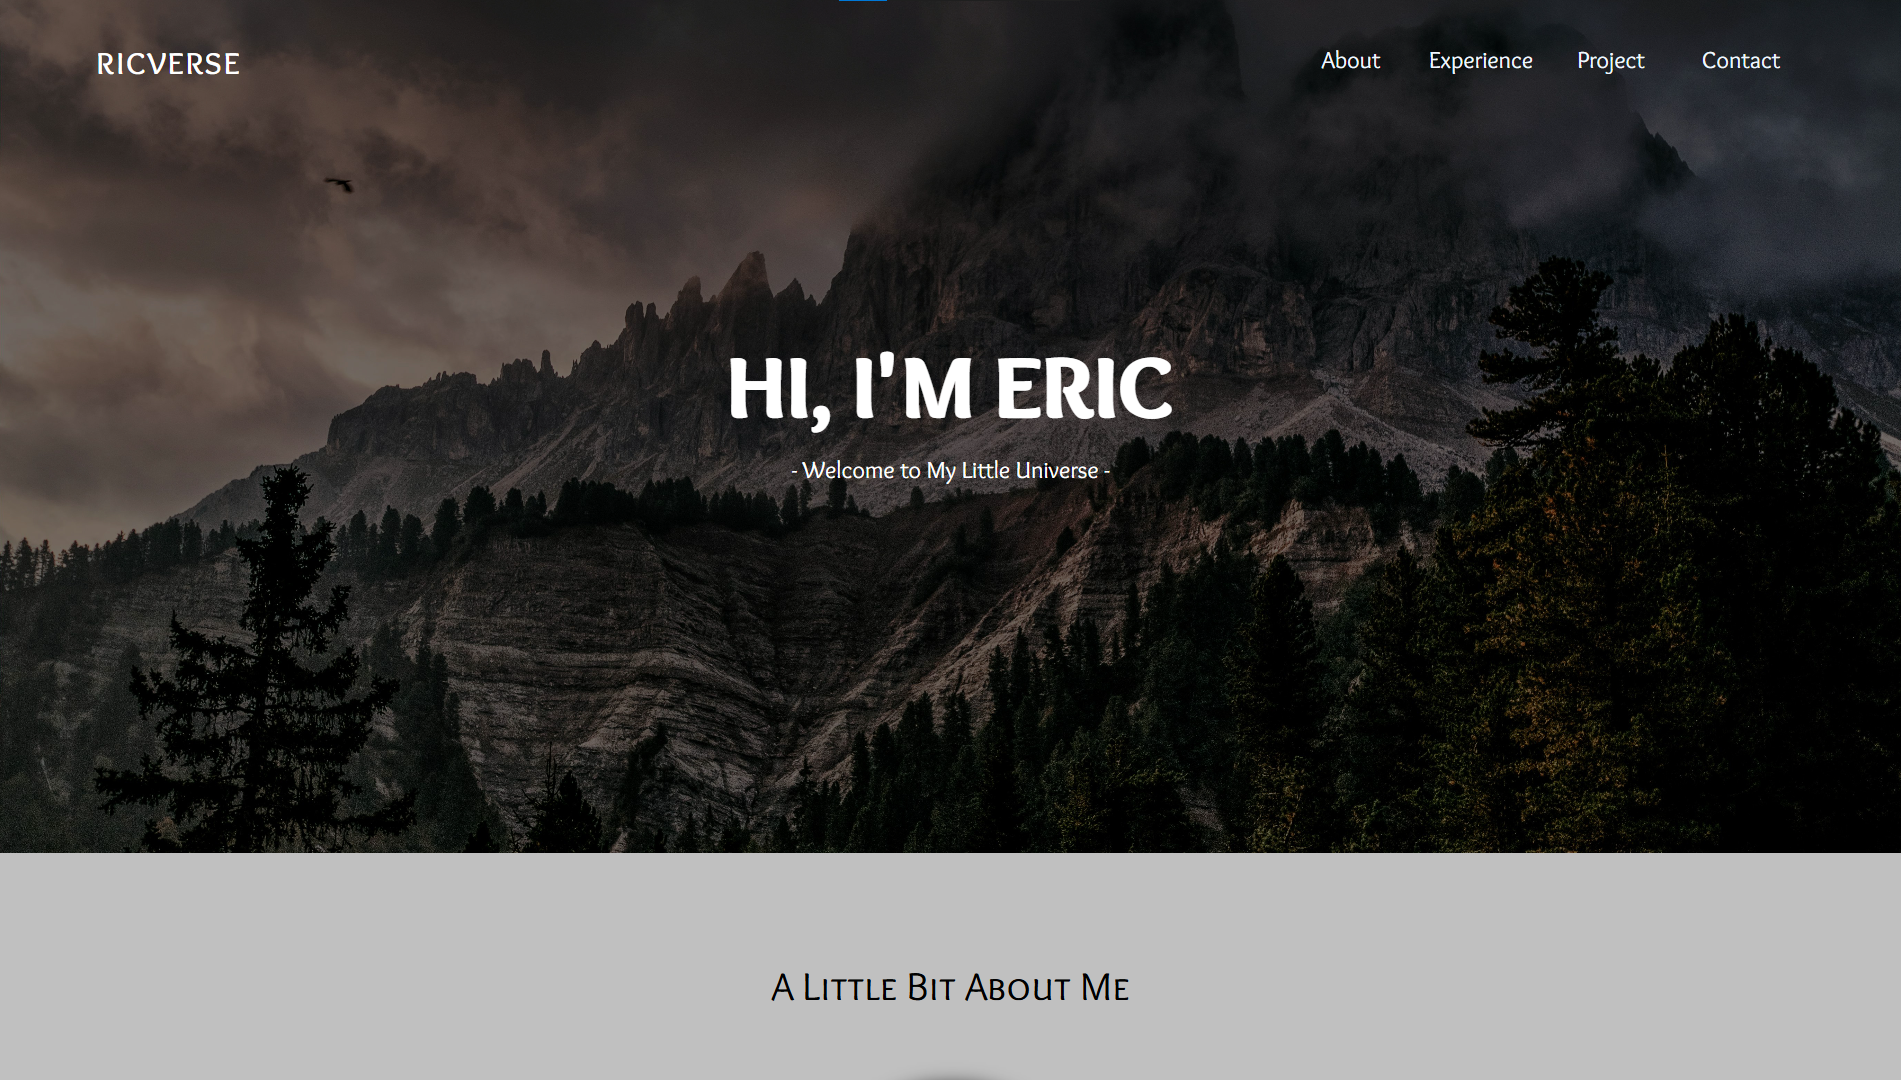 RICVERSE
About Experience Project Contact
HI, I'M ERIC
- Welcome to My Little Universe -
A Little Bit About Me